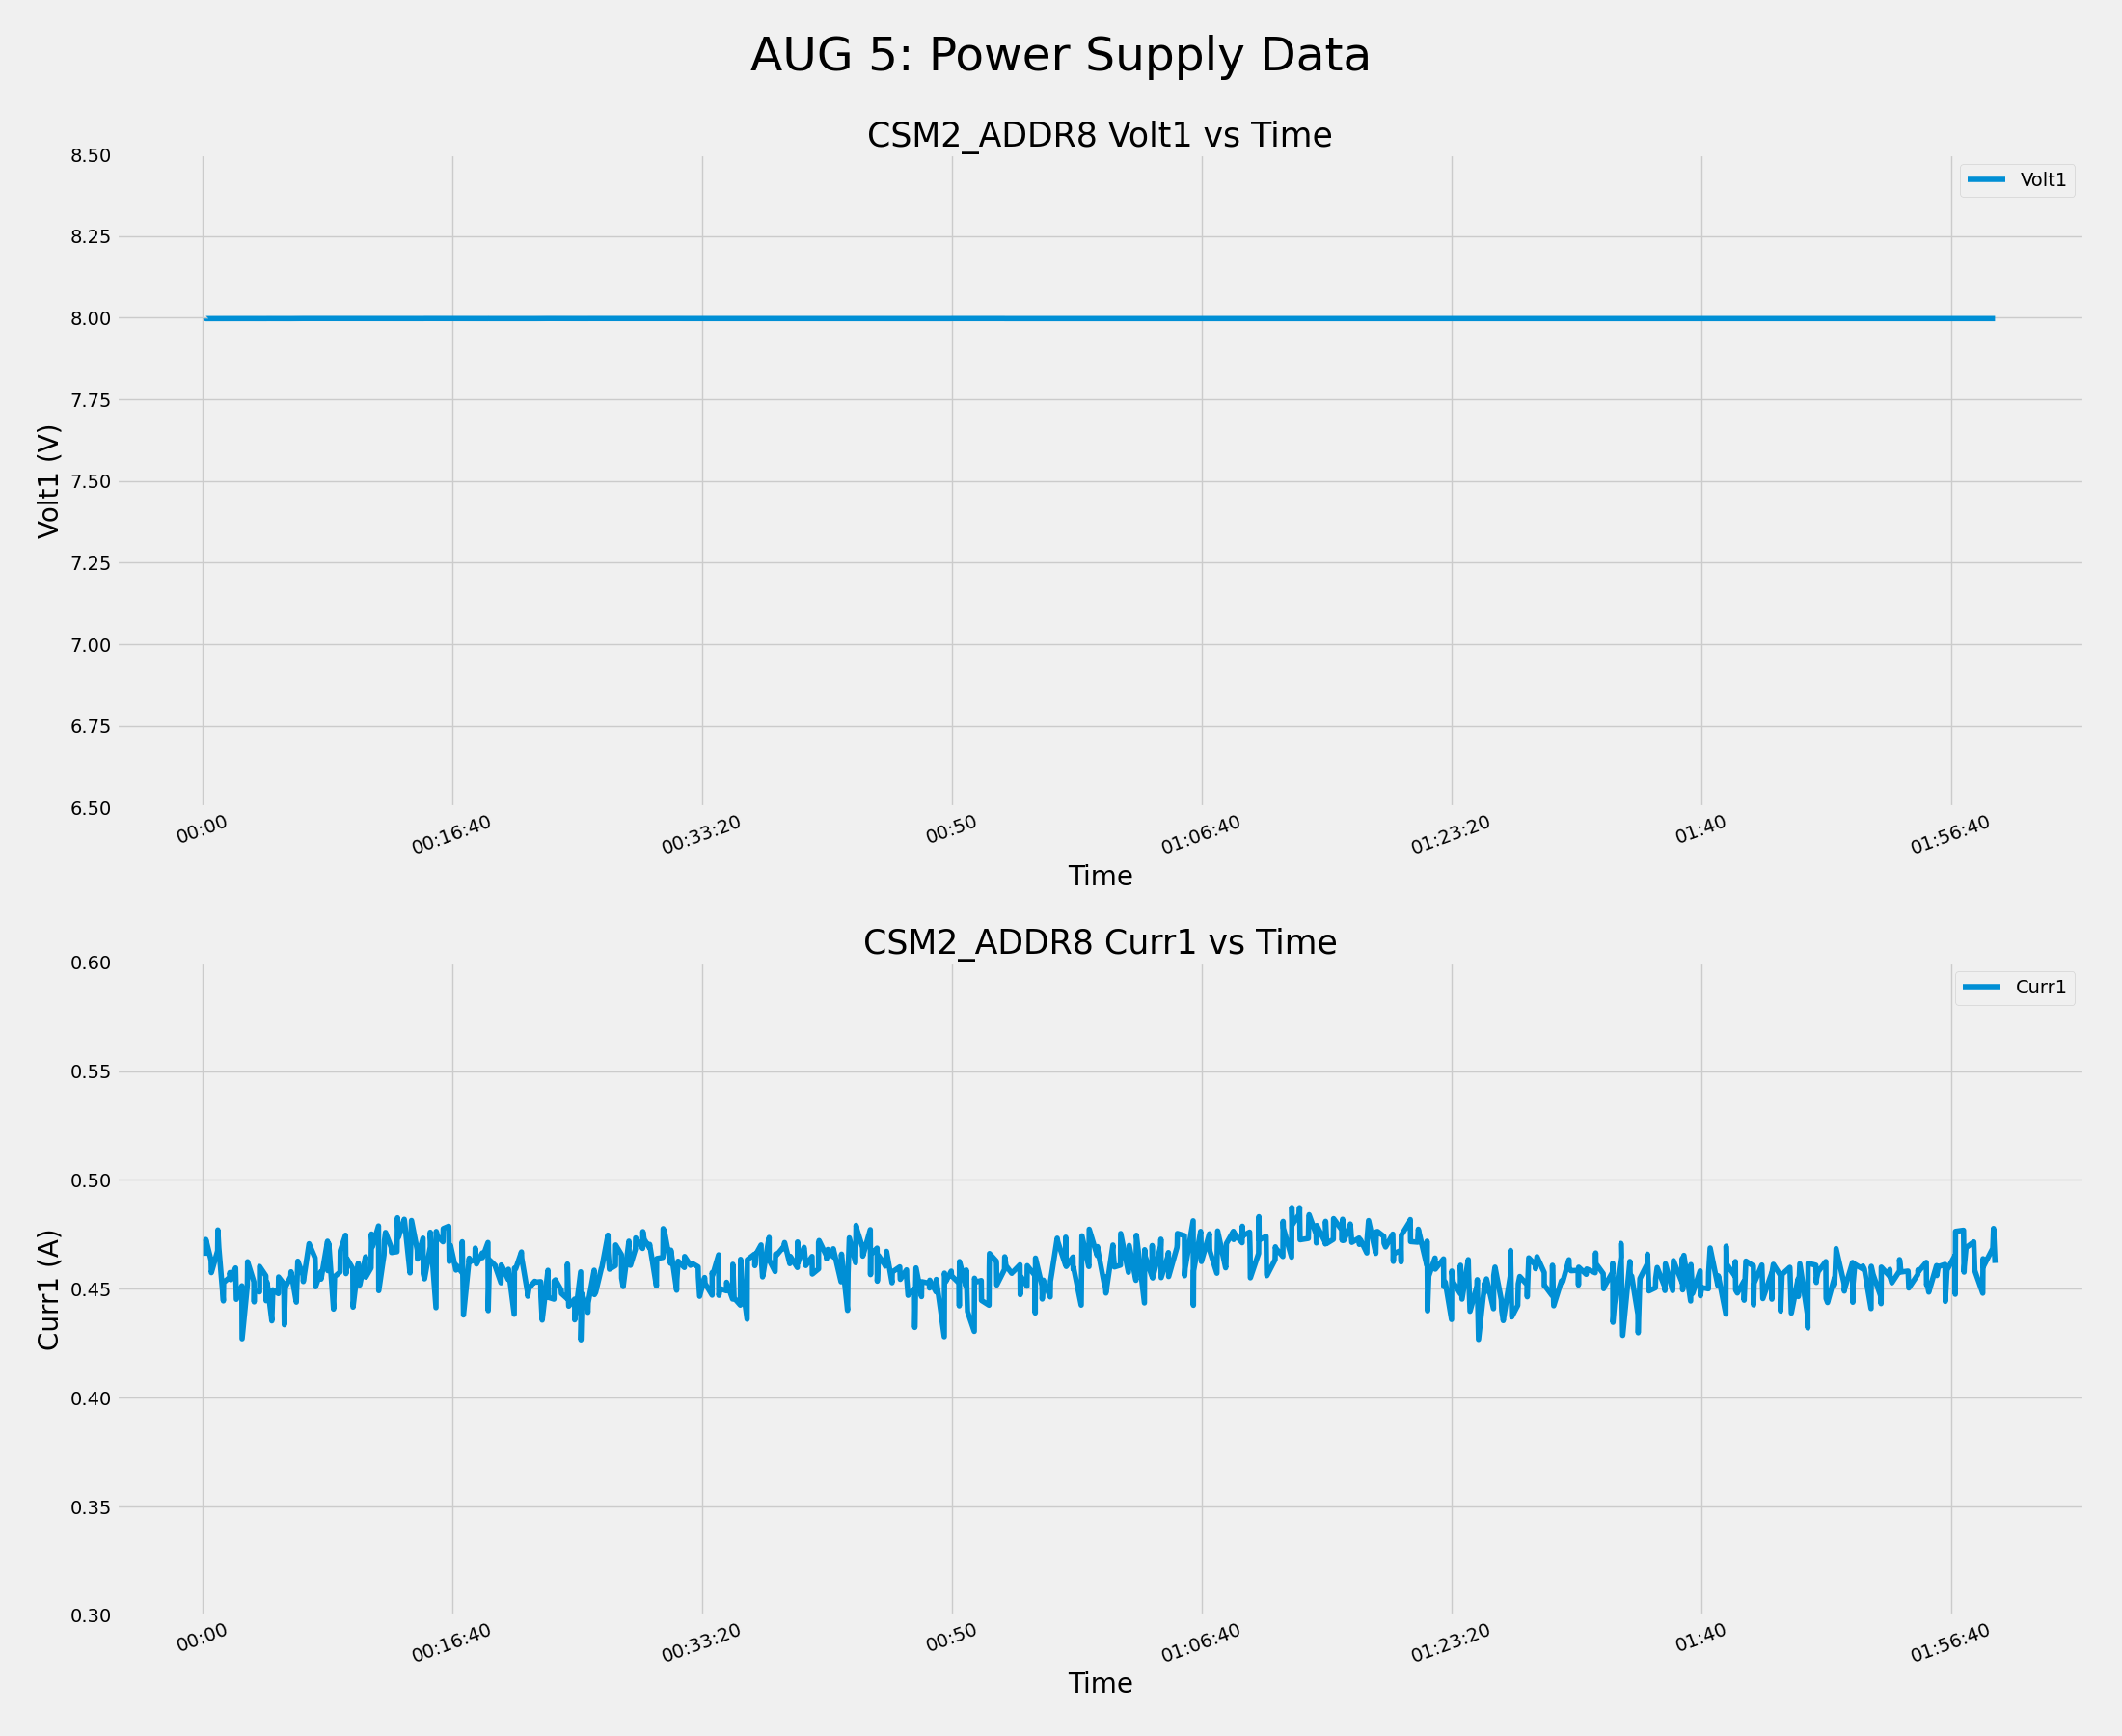 AUG 5: Power Supply Data
CSM2_ADDR8 Volt1 vs Time
8.50
8.25
8.00
7.75
7.50
7.25
7.00
6.75
6.50
Volt1 (V)
Volt1
00:00 00:16:40 00:33:20 00:50 01:06:40 01:23:20 01:40 01:56:40
Time
CSM2_ADDR8 Curr1 vs Time
0.60
0.55
0.50
0.45
0.40
0.35
0.30
Curr1 (A)
Curr1
00:00 00:16:40 00:33:20 00:50 01:06:40 01:23:20 01:40 01:56:40
Time